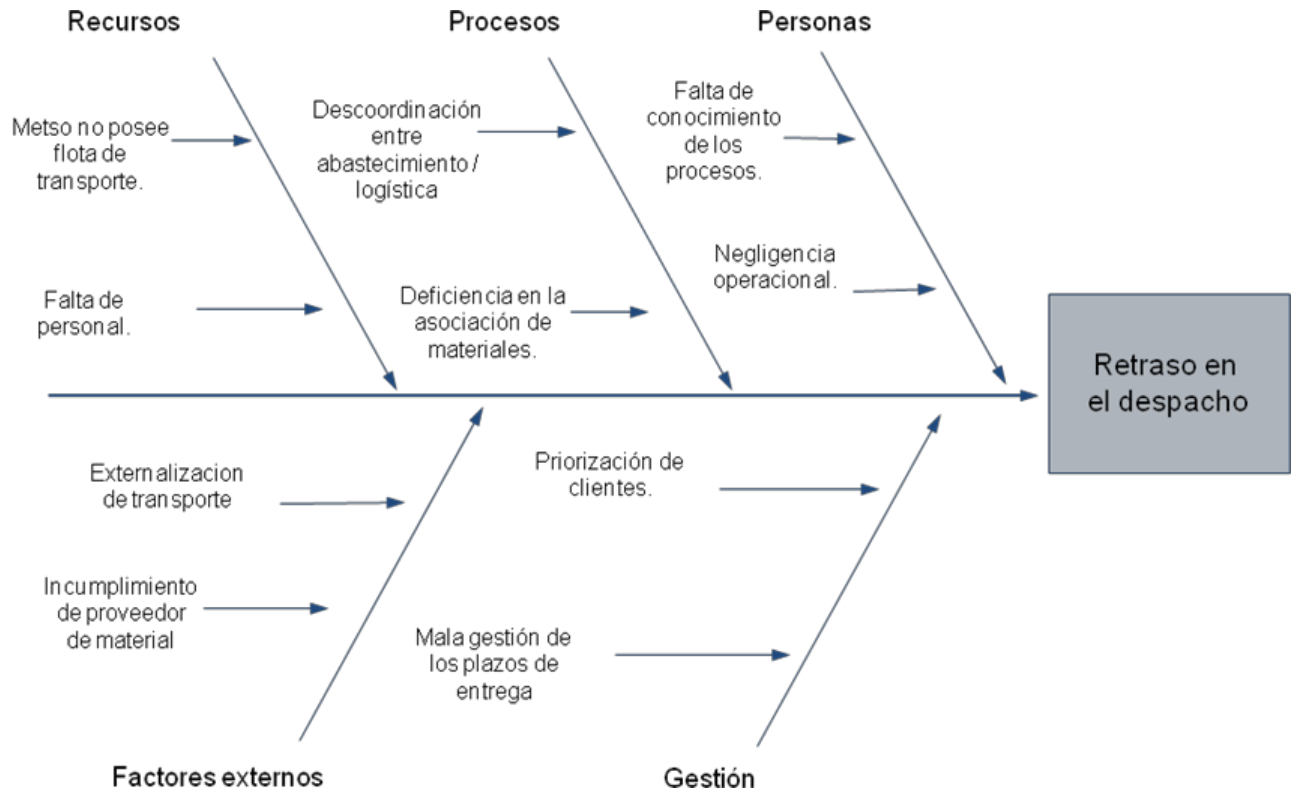 Recursos
Procesos
Personas
Metso no posee
flota de
transporte.
Descoordinación
entre
abastecimiento /
logística
Falta de
conocimiento
de los
procesos.
Falta de
personal.
Deficiencia en la
asociación de
materiales.
Negligencia
operacional.
Retraso en
el despacho
Externalizacion
de transporte
Priorización de
clientes.
Incumplimiento
de proveedor
de material
Mala gestión de
los plazos de
entrega
Factores externos
Gestión